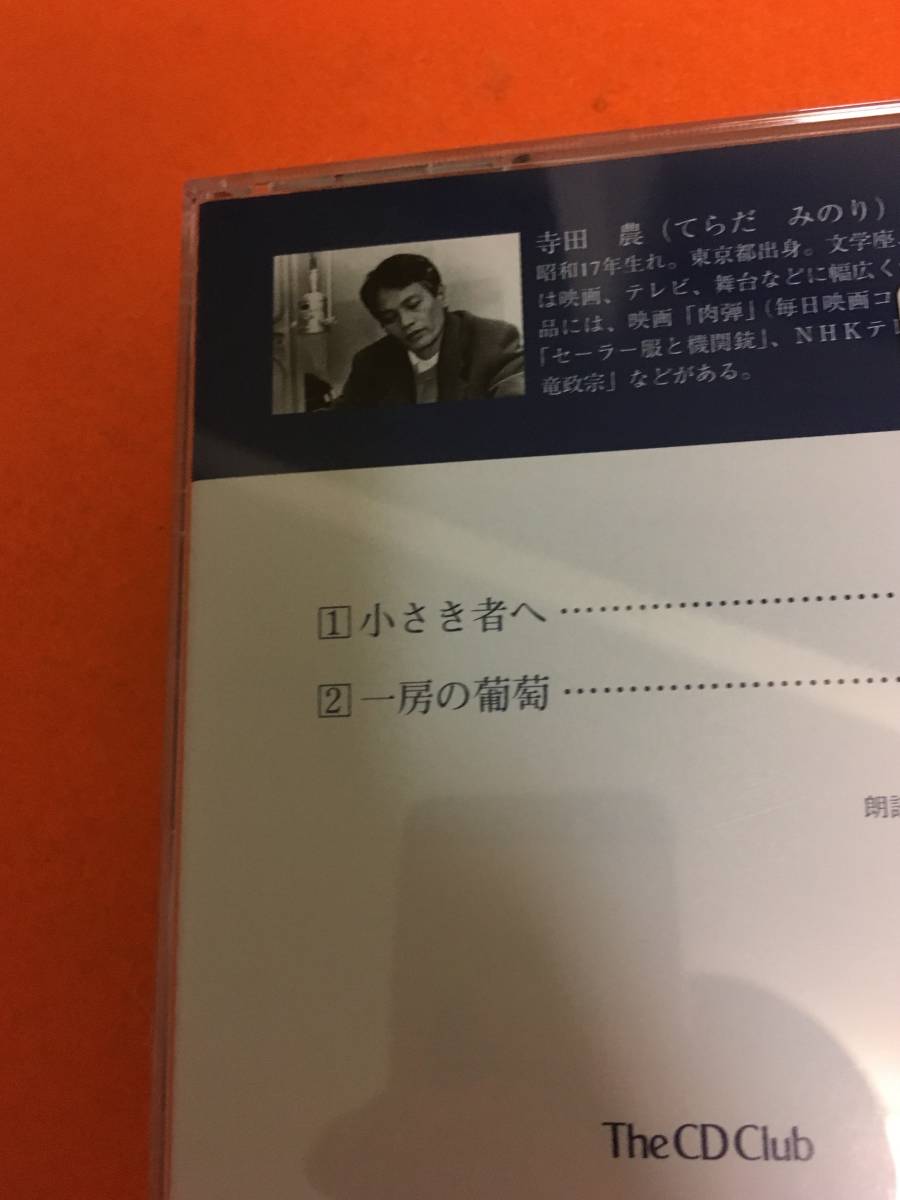 寺田 農（てらだ みのり）
昭和17年生れ。東京都出身。文学座
は映画、テレビ、舞台などに幅広く
品には、映画「肉弾」（毎日映画コ
「セーラー服と機関銃」、NHKテレ
竜政宗」などがある。
1 小さき者へ ……………………………
2 一房の葡萄 ……………………………
朗読
The CD Club